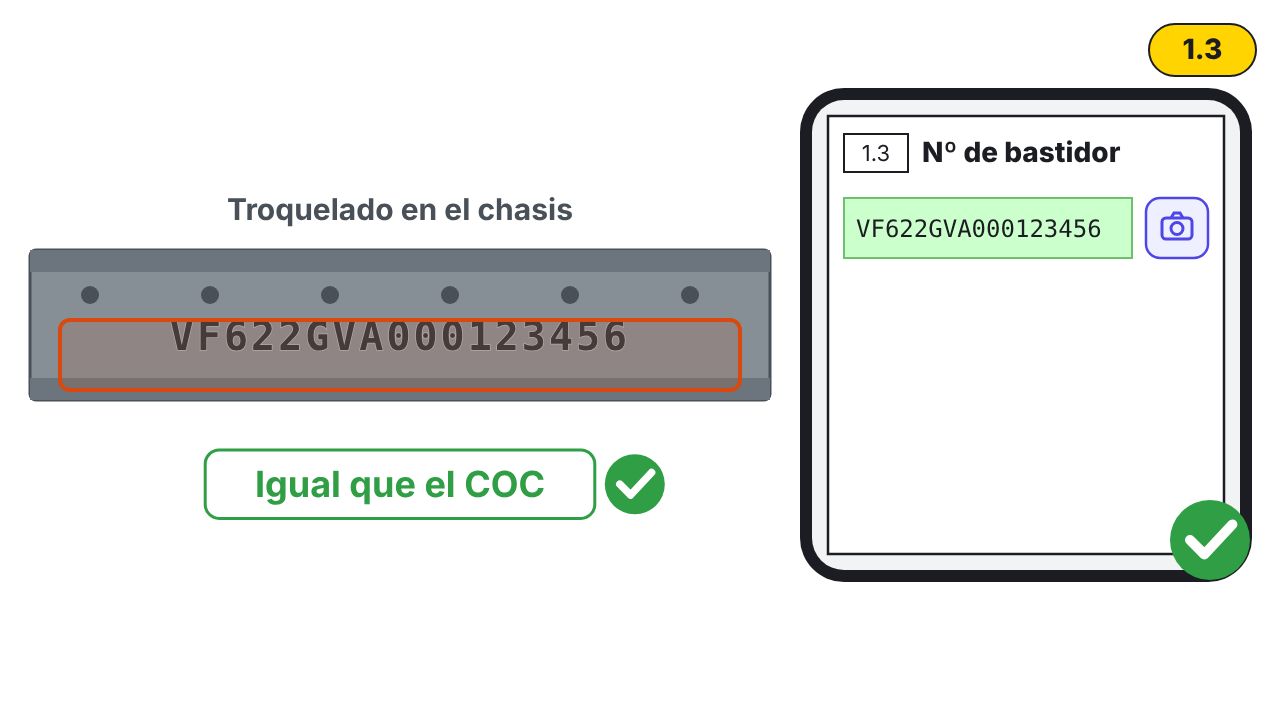 1.3
1.3 Nº de bastidor
VF622GVA000123456
Troquelado en el chasis
VF622GVA000123456
Igual que el COC